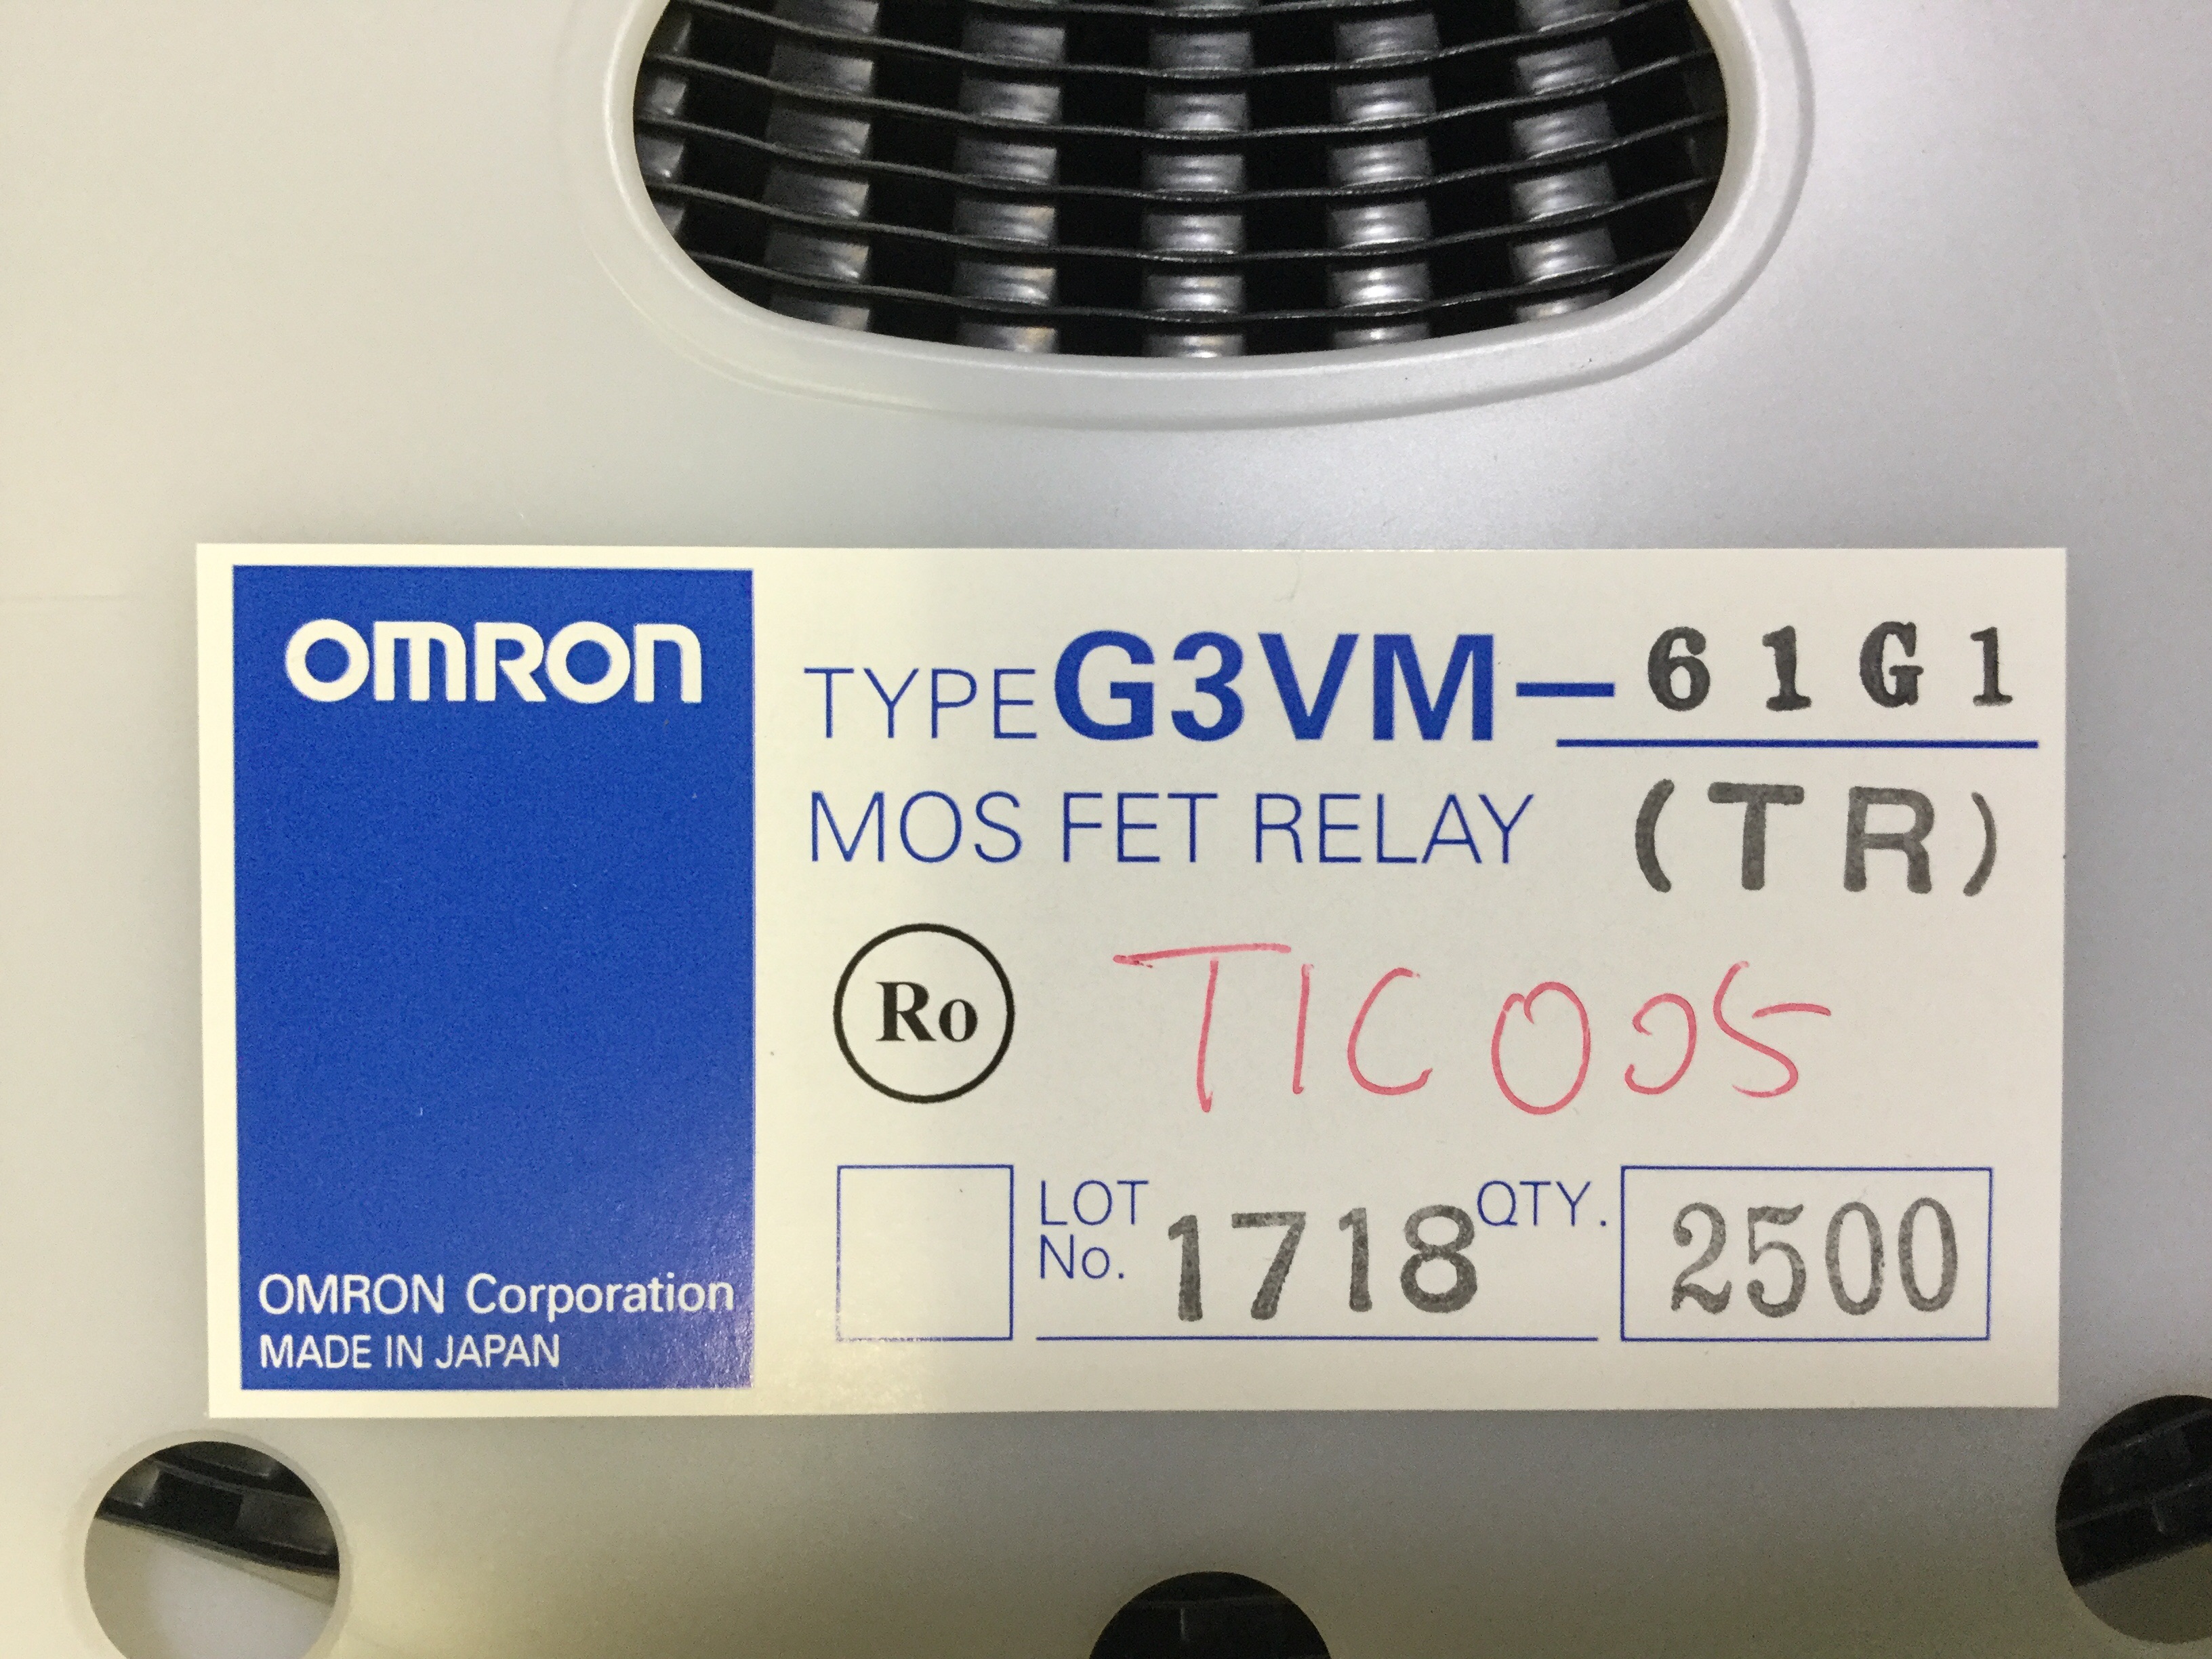 OMRON
TYPE G3VM-61G1
MOS FET RELAY (TR)
Ro TIC005
LOT No. 1718 QTY. 2500
OMRON Corporation
MADE IN JAPAN